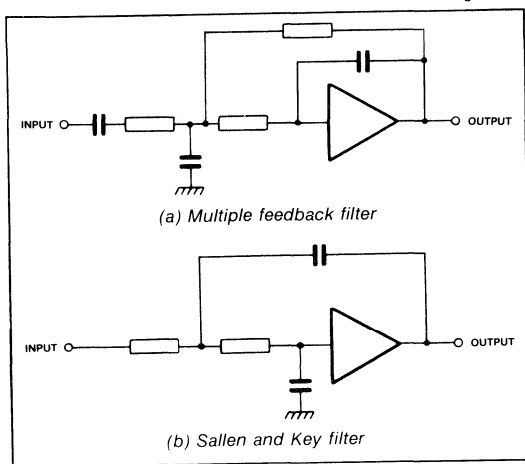 INPUT
OUTPUT
(a) Multiple feedback filter
INPUT
OUTPUT
(b) Sallen and Key filter